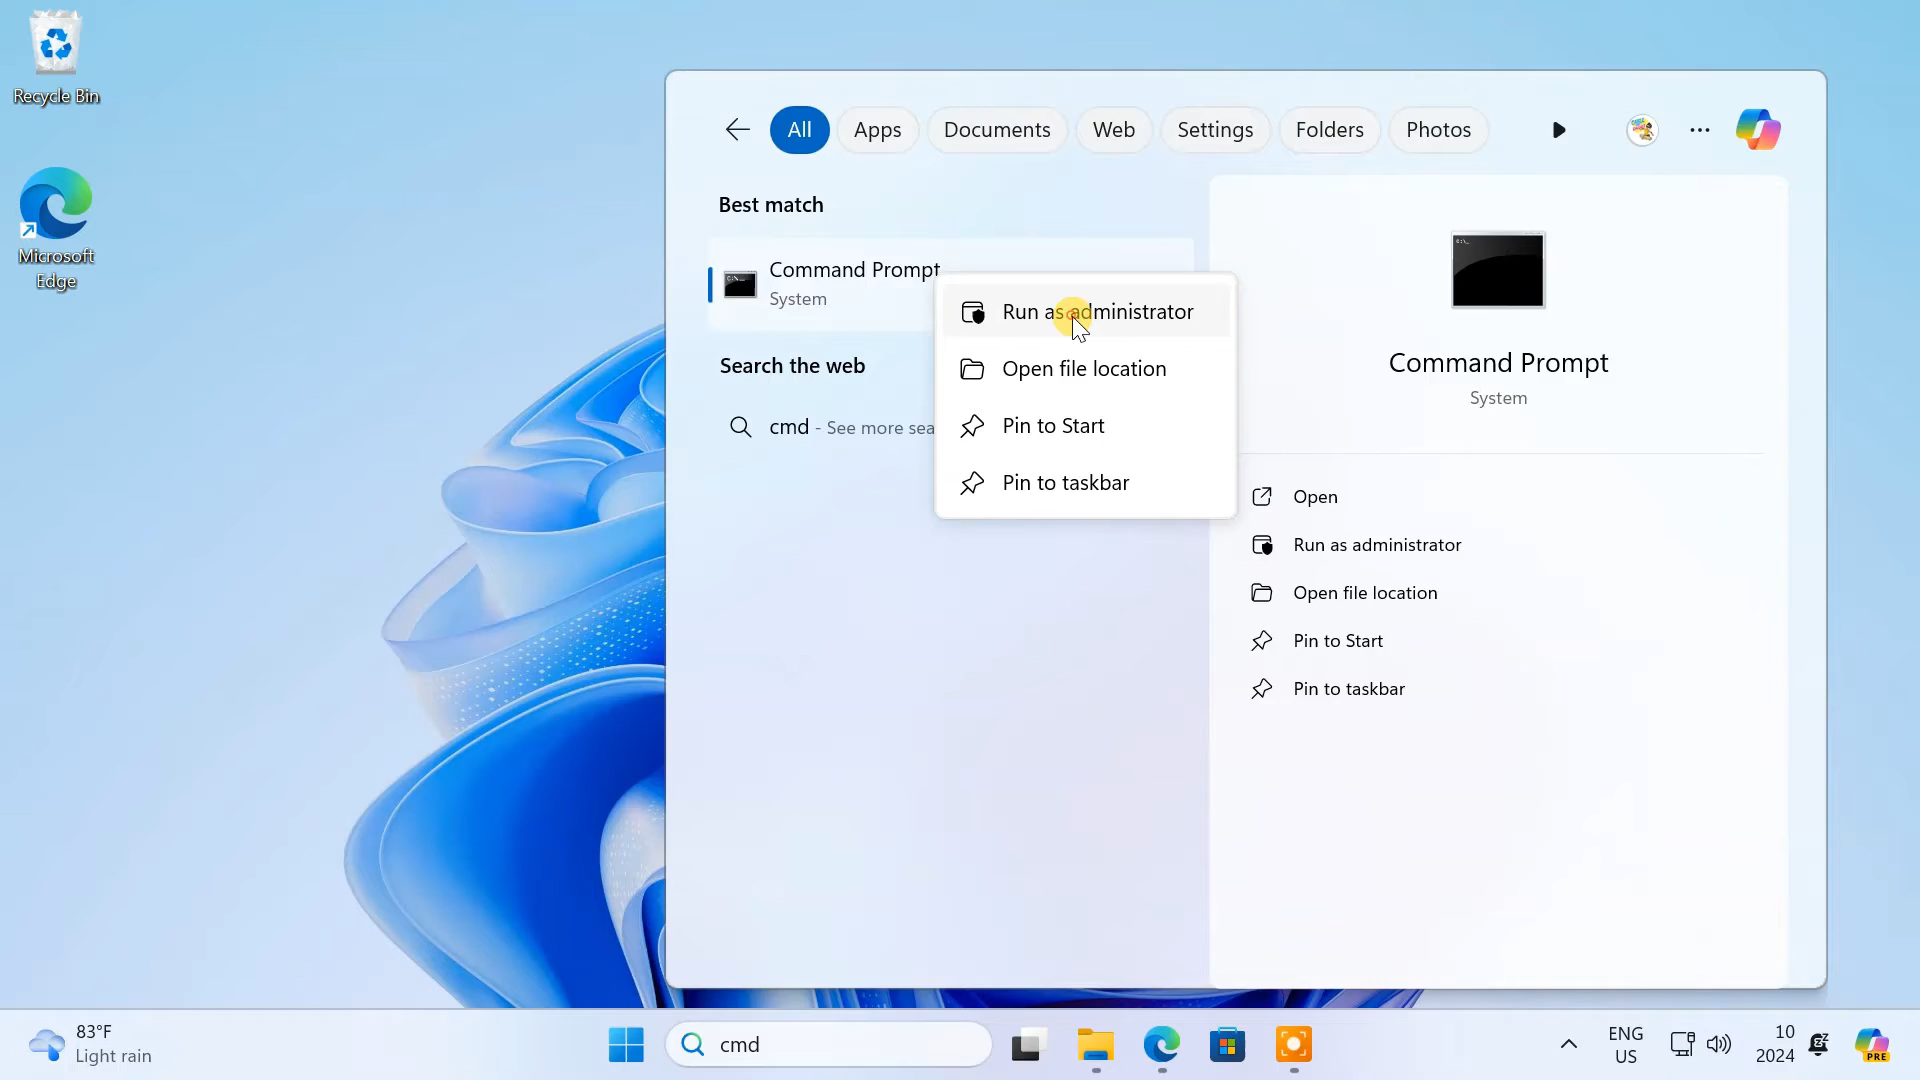 Recycle Bin
Microsoft
Edge
All
Apps
Documents
Web
Settings
Folders
Photos
Best match
Command Prompt
System
Search the web
cmd - See more sea
Run as administrator
Open file location
Pin to Start
Pin to taskbar
Command Prompt
System
Open
Run as administrator
Open file location
Pin to Start
Pin to taskbar
83°F
Light rain
cmd
ENG
US
10
2024
PRE